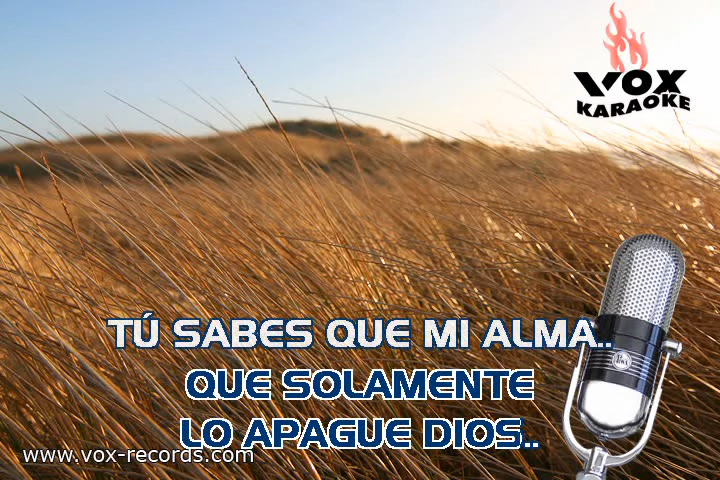 VOX
KARAOKE
TÚ SABES QUE MI ALMA..
QUE SOLAMENTE
LO APAGUE DIOS..
www.vox-records.com